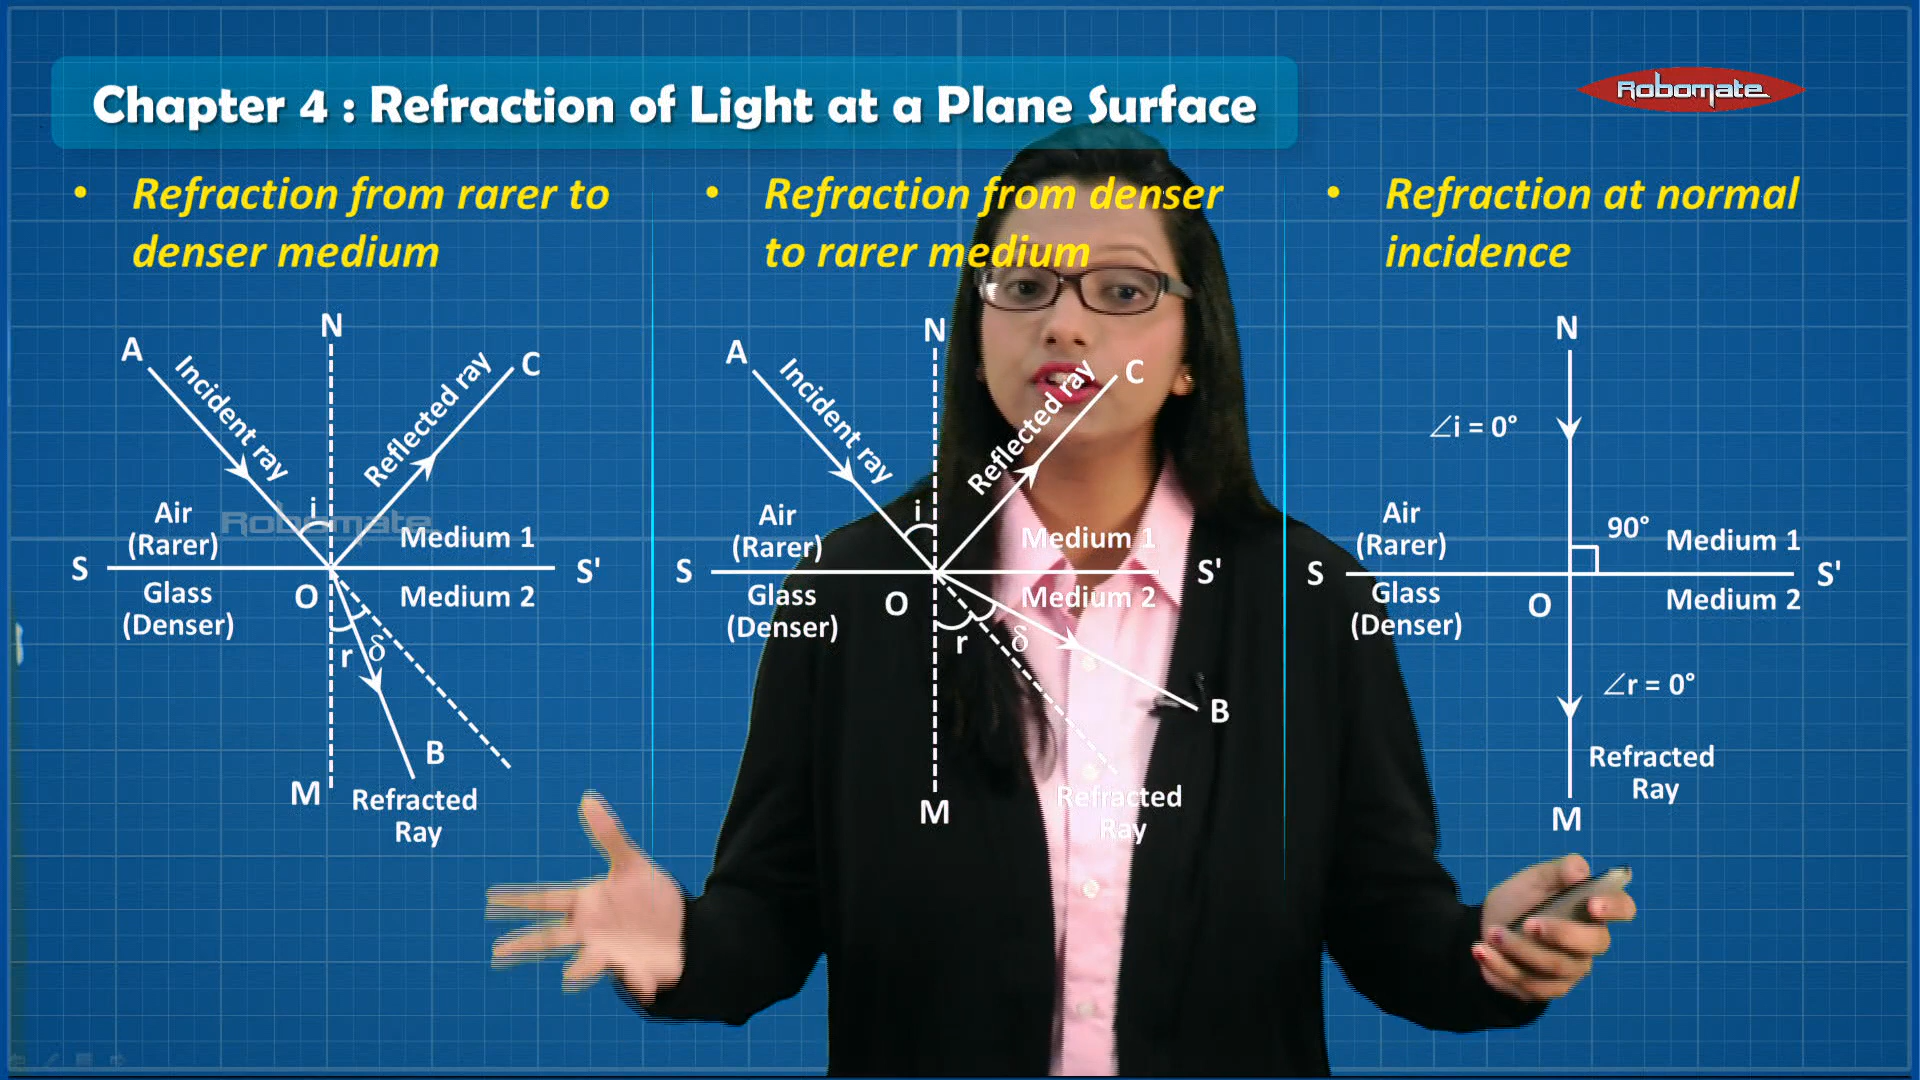 Chapter 4 : Refraction of Light at a Plane Surface
Robomate
• Refraction from rarer to
denser medium
N
A
Incident ray
Reflected ray
C
i
Robomate
Air
(Rarer)
Medium 1
S
S'
Glass
(Denser)
O
Medium 2
r
δ
B
M
Refracted
Ray
• Refraction from denser
to rarer medium
N
A
Incident ray
Reflected ray
C
i
Air
(Rarer)
Medium 1
S
S'
Glass
(Denser)
O
Medium 2
r
δ
B
M
Refracted
Ray
• Refraction at normal
incidence
N
∠i = 0°
Air
(Rarer)
90°
Medium 1
S
S'
Glass
(Denser)
O
Medium 2
∠r = 0°
Refracted
Ray
M